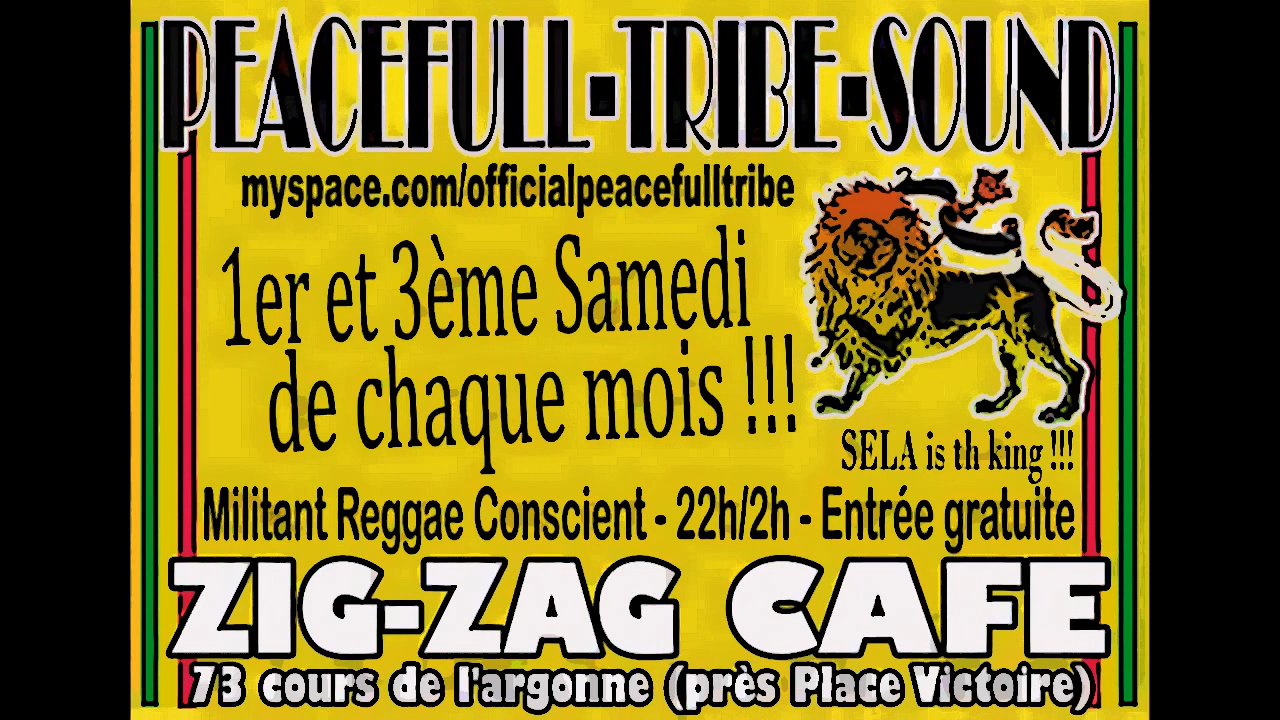 PEACEFULL-TRIBE-SOUND
myspace.com/officialpeacefulltribe
1er et 3ème Samedi
de chaque mois !!!
SELA is th king !!!
Militant Reggae Conscient - 22h/2h - Entrée gratuite
ZIG-ZAG CAFE
73 cours de l'argonne (près Place Victoire)